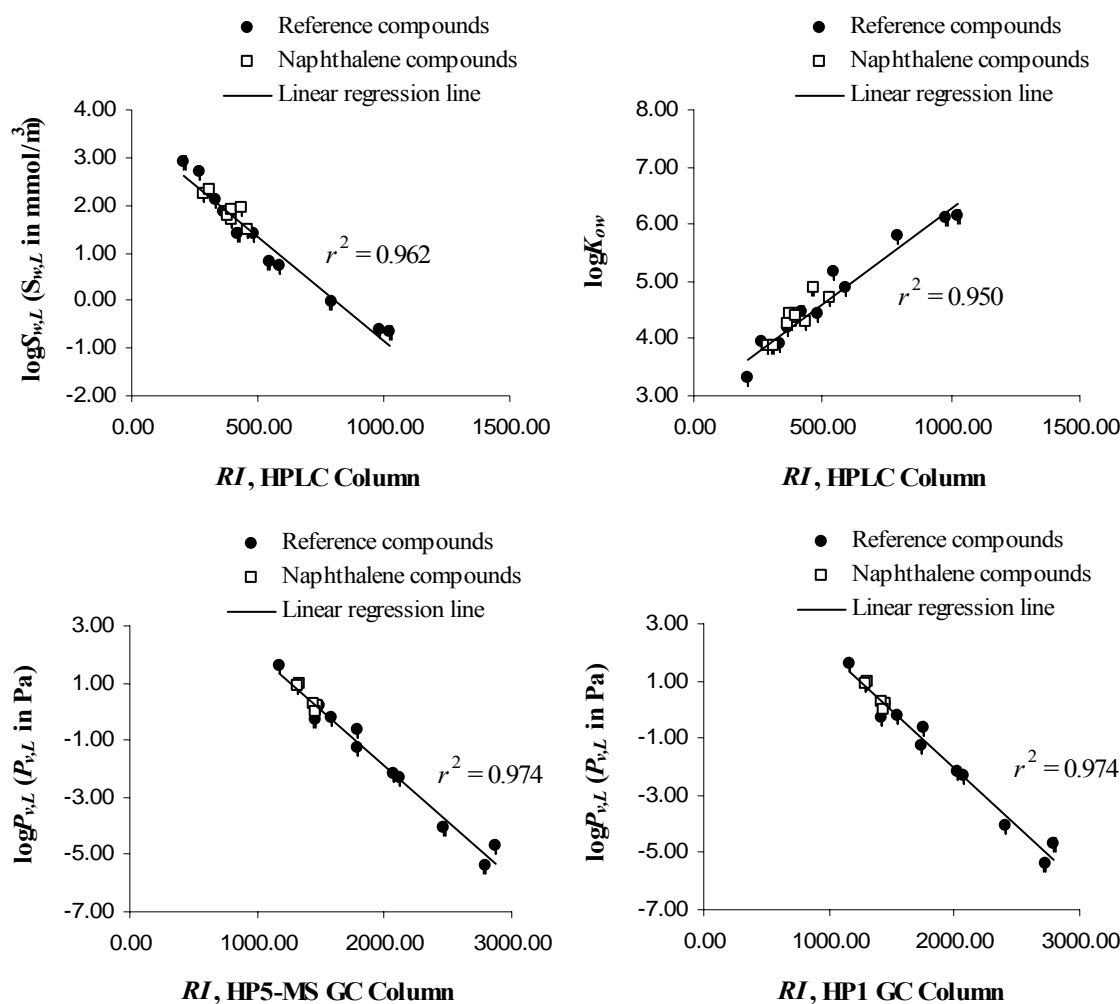 Reference compounds
Naphthalene compounds
Linear regression line
logS_w,L (S_w,L in mmol/m³)
4.00
3.00
2.00
1.00
0.00
-1.00
-2.00
r² = 0.962
0.00 500.00 1000.00 1500.00
RI, HPLC Column
Reference compounds
Naphthalene compounds
Linear regression line
logK_ow
8.00
7.00
6.00
5.00
4.00
3.00
r² = 0.950
0.00 500.00 1000.00 1500.00
RI, HPLC Column
Reference compounds
Naphthalene compounds
Linear regression line
logP_v,L (P_v,L in Pa)
3.00
1.00
-1.00
-3.00
-5.00
-7.00
r² = 0.974
0.00 1000.00 2000.00 3000.00
RI, HP5-MS GC Column
Reference compounds
Naphthalene compounds
Linear regression line
logP_v,L (P_v,L in Pa)
3.00
1.00
-1.00
-3.00
-5.00
-7.00
r² = 0.974
0.00 1000.00 2000.00 3000.00
RI, HP1 GC Column